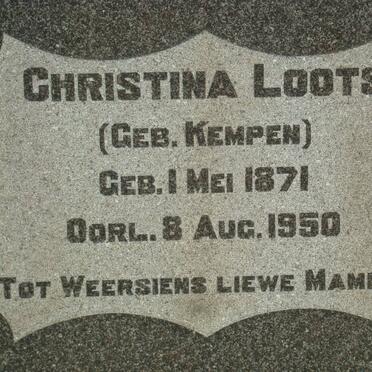 Christina Loots
(Geb. Kempen)
Geb. 1 Mei 1871
Oorl. 8 Aug. 1950
Tot Weersiens liewe